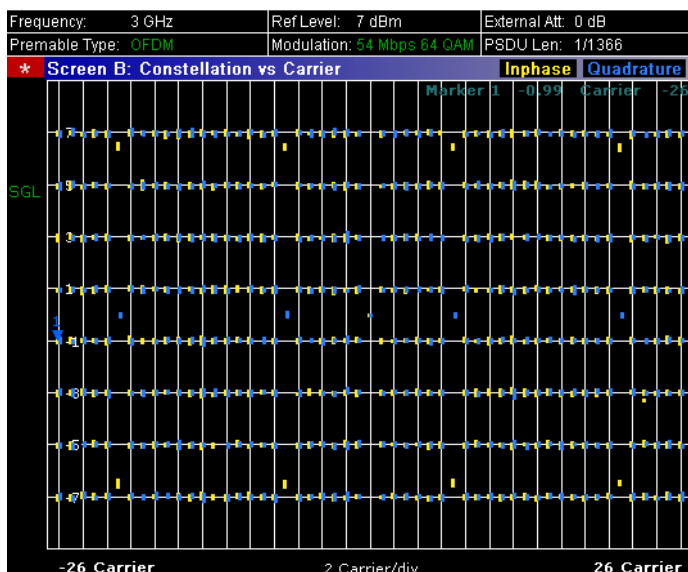 Frequency: 3 GHz Ref Level: 7 dBm External Att: 0 dB
Premable Type: OFDM Modulation: 54 Mbps 64 QAM PSDU Len: 1/1366
* Screen B: Constellation vs Carrier Inphase Quadrature
Marker 1 -0.99 Carrier -26
7
SGL 5
3
1
1
-1
-3
-5
-7
-26 Carrier 2 Carrier/div 26 Carrier